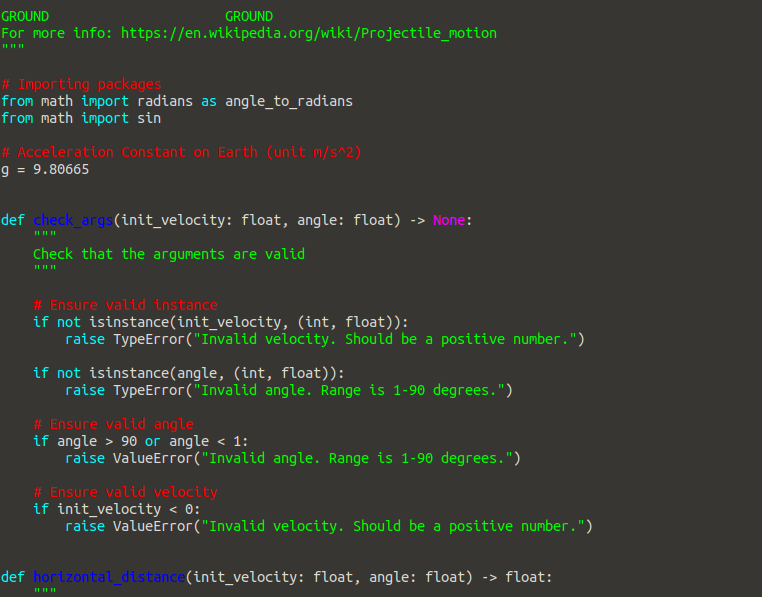 GROUND                      GROUND
For more info: https://en.wikipedia.org/wiki/Projectile_motion
"""

# Importing packages
from math import radians as angle_to_radians
from math import sin

# Acceleration Constant on Earth (unit m/s^2)
g = 9.80665


def check_args(init_velocity: float, angle: float) -> None:
    """
    Check that the arguments are valid
    """

    # Ensure valid instance
    if not isinstance(init_velocity, (int, float)):
        raise TypeError("Invalid velocity. Should be a positive number.")

    if not isinstance(angle, (int, float)):
        raise TypeError("Invalid angle. Range is 1-90 degrees.")

    # Ensure valid angle
    if angle > 90 or angle < 1:
        raise ValueError("Invalid angle. Range is 1-90 degrees.")

    # Ensure valid velocity
    if init_velocity < 0:
        raise ValueError("Invalid velocity. Should be a positive number.")


def horizontal_distance(init_velocity: float, angle: float) -> float:
    """